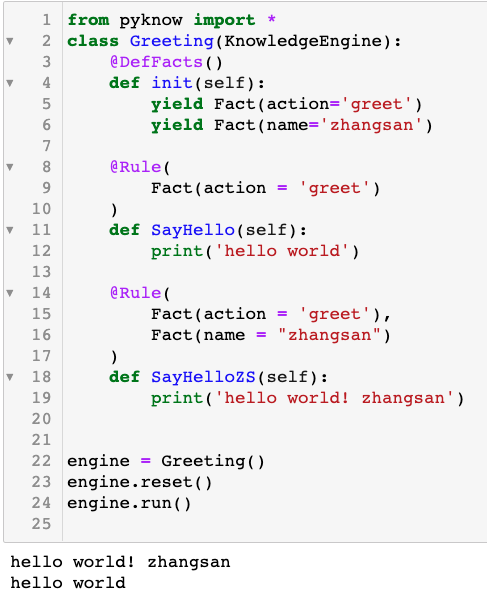 1 from pyknow import *
2 class Greeting(KnowledgeEngine):
3     @DefFacts()
4     def init(self):
5         yield Fact(action='greet')
6         yield Fact(name='zhangsan')
7
8     @Rule(
9         Fact(action = 'greet')
10     )
11     def SayHello(self):
12         print('hello world')
13
14     @Rule(
15         Fact(action = 'greet'),
16         Fact(name = "zhangsan")
17     )
18     def SayHelloZS(self):
19         print('hello world! zhangsan')
20
21
22 engine = Greeting()
23 engine.reset()
24 engine.run()
25
hello world! zhangsan
hello world